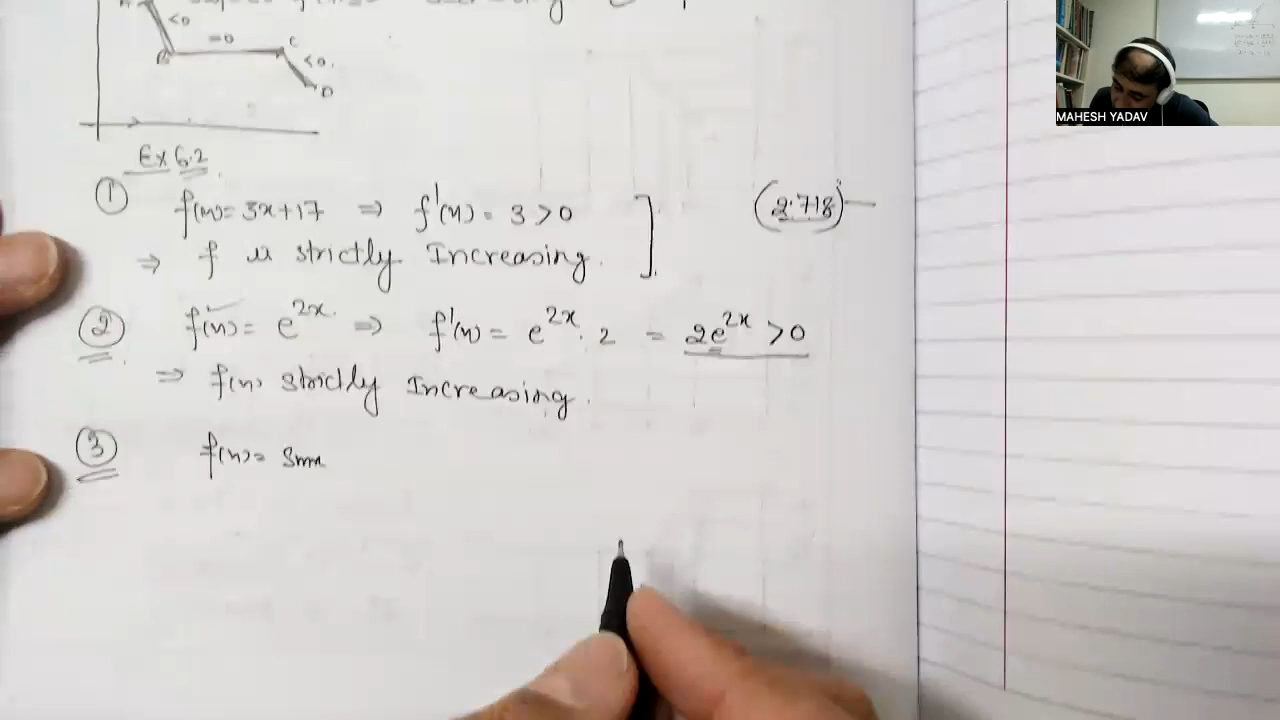 <0
=0
B
C
<0.
D
Ex 6.2
① f(x)= 3x+17 ⇒ f'(x) = 3 >0
(2.718)
⇒ f is strictly Increasing.
② f(x)= e^2x. ⇒ f'(x) = e^2x . 2 = 2e^2x >0
⇒ f(x) strictly Increasing.
③ f(x)= Sinx
MAHESH YADAV